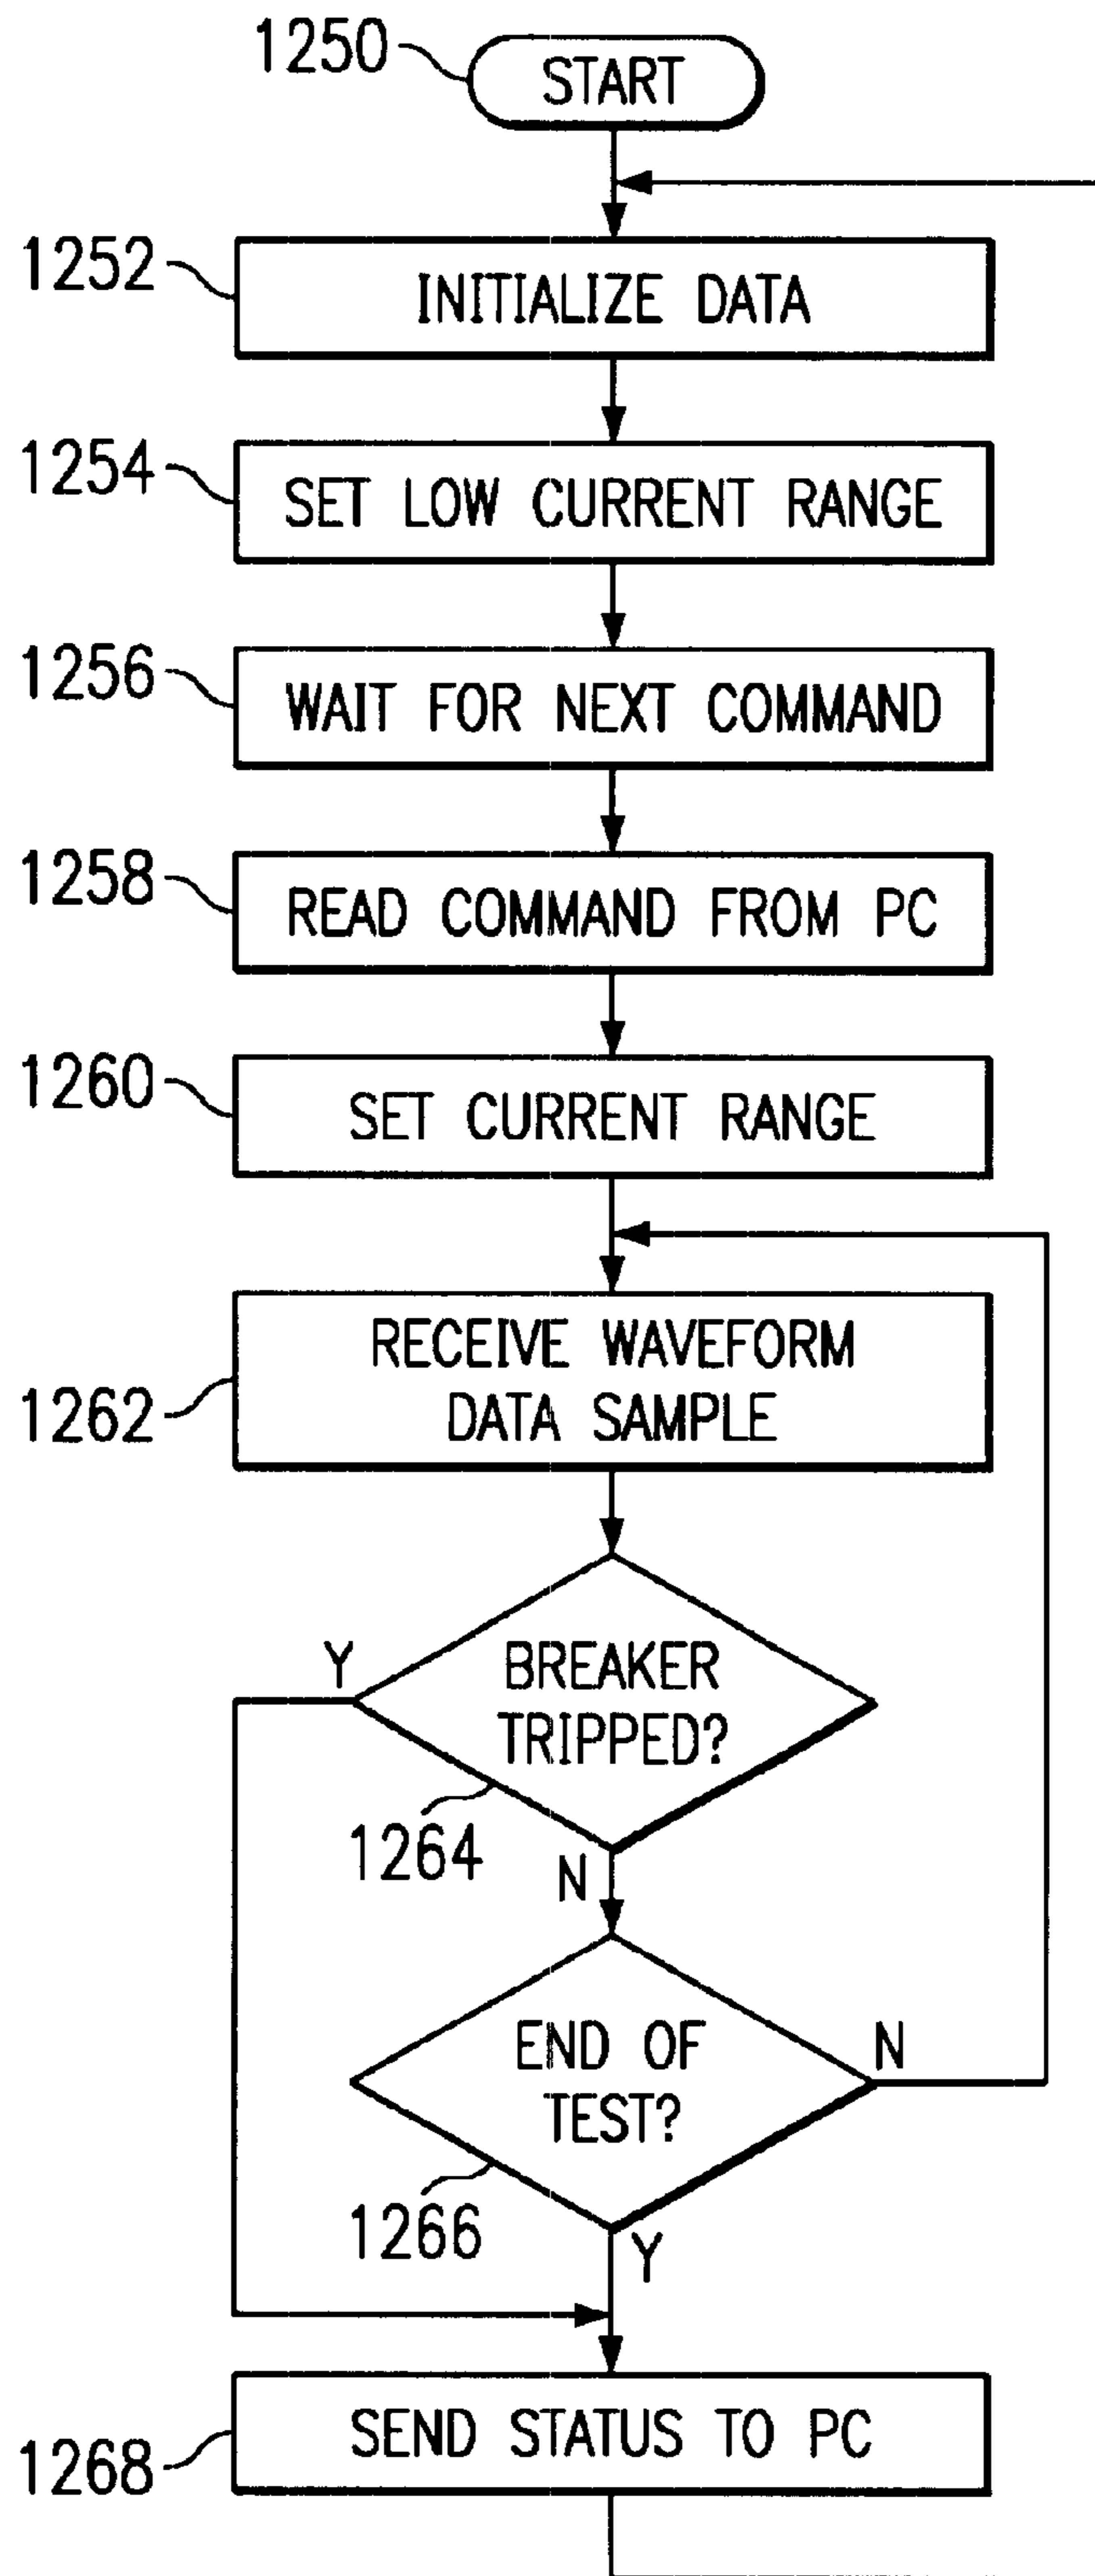 1250
START
1252
INITIALIZE DATA
1254
SET LOW CURRENT RANGE
1256
WAIT FOR NEXT COMMAND
1258
READ COMMAND FROM PC
1260
SET CURRENT RANGE
RECEIVE WAVEFORM
DATA SAMPLE
1262
Y
BREAKER
TRIPPED?
1264
N
END OF
TEST?
N
1266
Y
SEND STATUS TO PC
1268